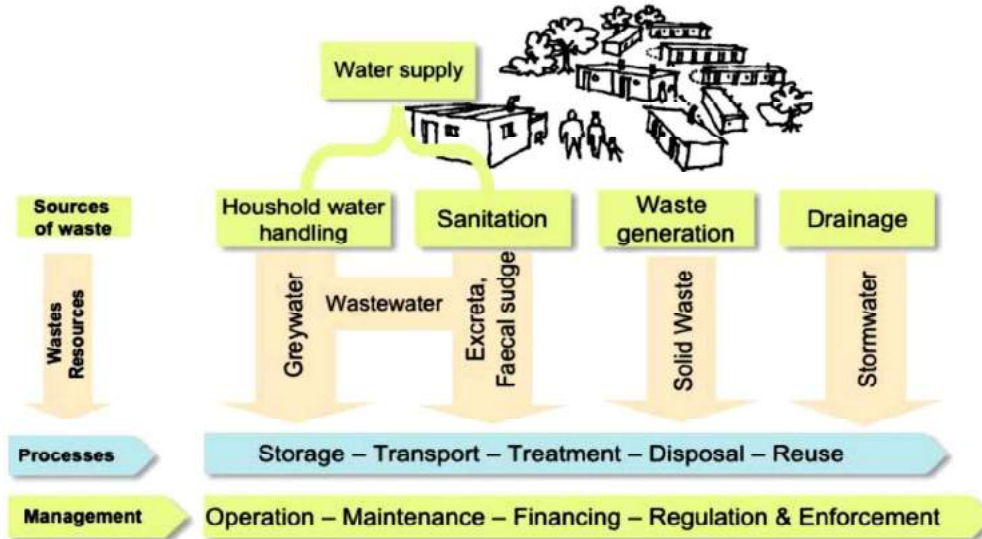 Water supply
Sources
of waste
Houshold water
handling
Sanitation
Waste
generation
Drainage
Wastes
Resources
Greywater
Wastewater
Excreta,
Faecal sudge
Solid Waste
Stormwater
Processes
Storage – Transport – Treatment – Disposal – Reuse
Management
Operation – Maintenance – Financing – Regulation & Enforcement